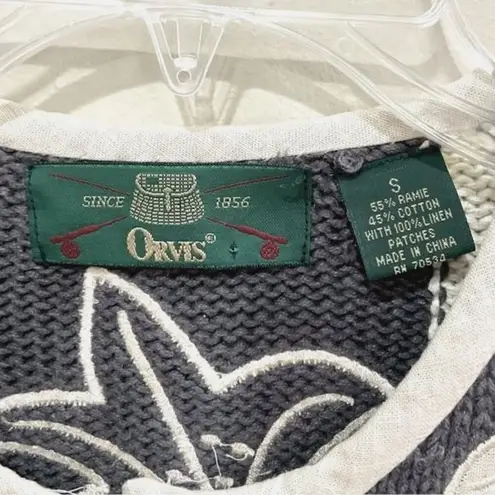 SINCE 1856
ORVIS®
S
55% RAMIE
45% COTTON
WITH 100% LINEN
PATCHES
MADE IN CHINA
RN 70534